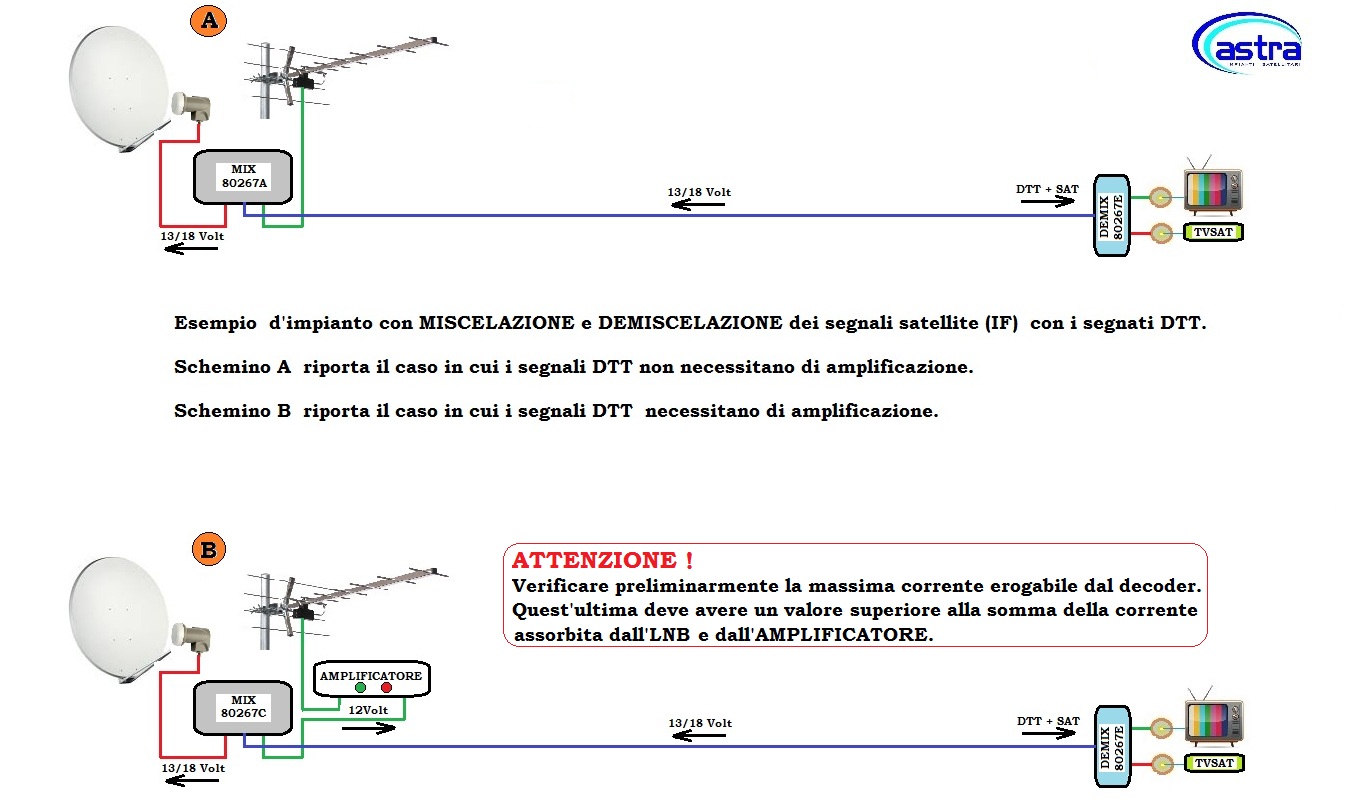 A
astra
IMPIANTI SATELLITARI
MIX
80267A
13/18 Volt
13/18 Volt
DTT + SAT
DEMIX
80267E
TVSAT
Esempio d'impianto con MISCELAZIONE e DEMISCELAZIONE dei segnali satellite (IF) con i segnati DTT.
Schemino A riporta il caso in cui i segnali DTT non necessitano di amplificazione.
Schemino B riporta il caso in cui i segnali DTT necessitano di amplificazione.
B
ATTENZIONE !
Verificare preliminarmente la massima corrente erogabile dal decoder.
Quest'ultima deve avere un valore superiore alla somma della corrente
assorbita dall'LNB e dall'AMPLIFICATORE.
AMPLIFICATORE
12Volt
MIX
80267C
13/18 Volt
13/18 Volt
DTT + SAT
DEMIX
80267E
TVSAT